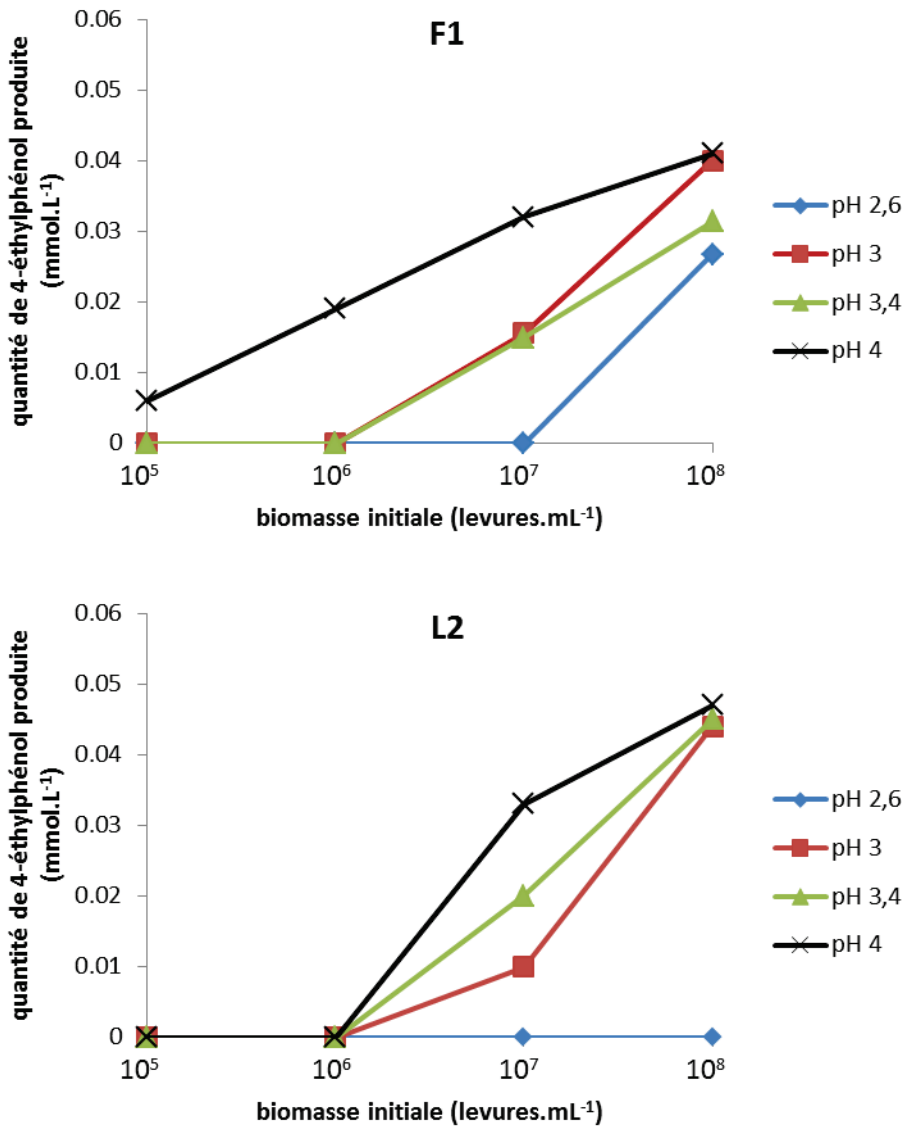 F1
quantité de 4-éthylphénol produite
(mmol.L⁻¹)
0.06
0.05
0.04
0.03
0.02
0.01
0
10⁵ 10⁶ 10⁷ 10⁸
biomasse initiale (levures.mL⁻¹)
pH 2,6
pH 3
pH 3,4
pH 4
L2
quantité de 4-éthylphénol produite
(mmol.L⁻¹)
0.06
0.05
0.04
0.03
0.02
0.01
0
10⁵ 10⁶ 10⁷ 10⁸
biomasse initiale (levures.mL⁻¹)
pH 2,6
pH 3
pH 3,4
pH 4